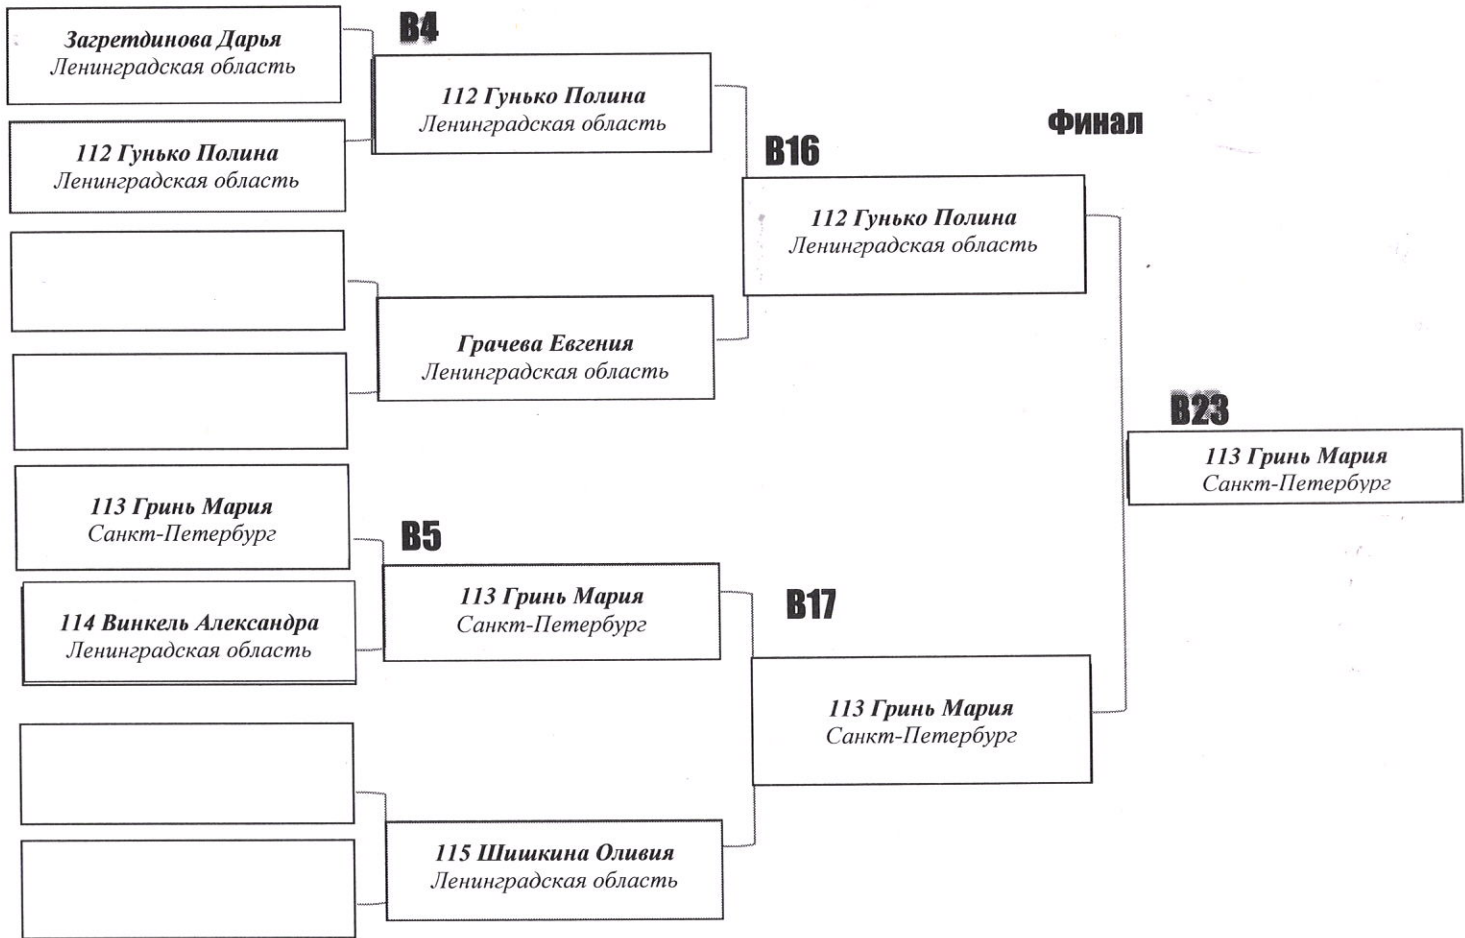 Загретдинова Дарья
Ленинградская область
112 Гунько Полина
Ленинградская область
В4
112 Гунько Полина
Ленинградская область
Грачева Евгения
Ленинградская область
В16
112 Гунько Полина
Ленинградская область
Финал
113 Гринь Мария
Санкт-Петербург
114 Винкель Александра
Ленинградская область
В5
113 Гринь Мария
Санкт-Петербург
115 Шишкина Оливия
Ленинградская область
В17
113 Гринь Мария
Санкт-Петербург
В23
113 Гринь Мария
Санкт-Петербург